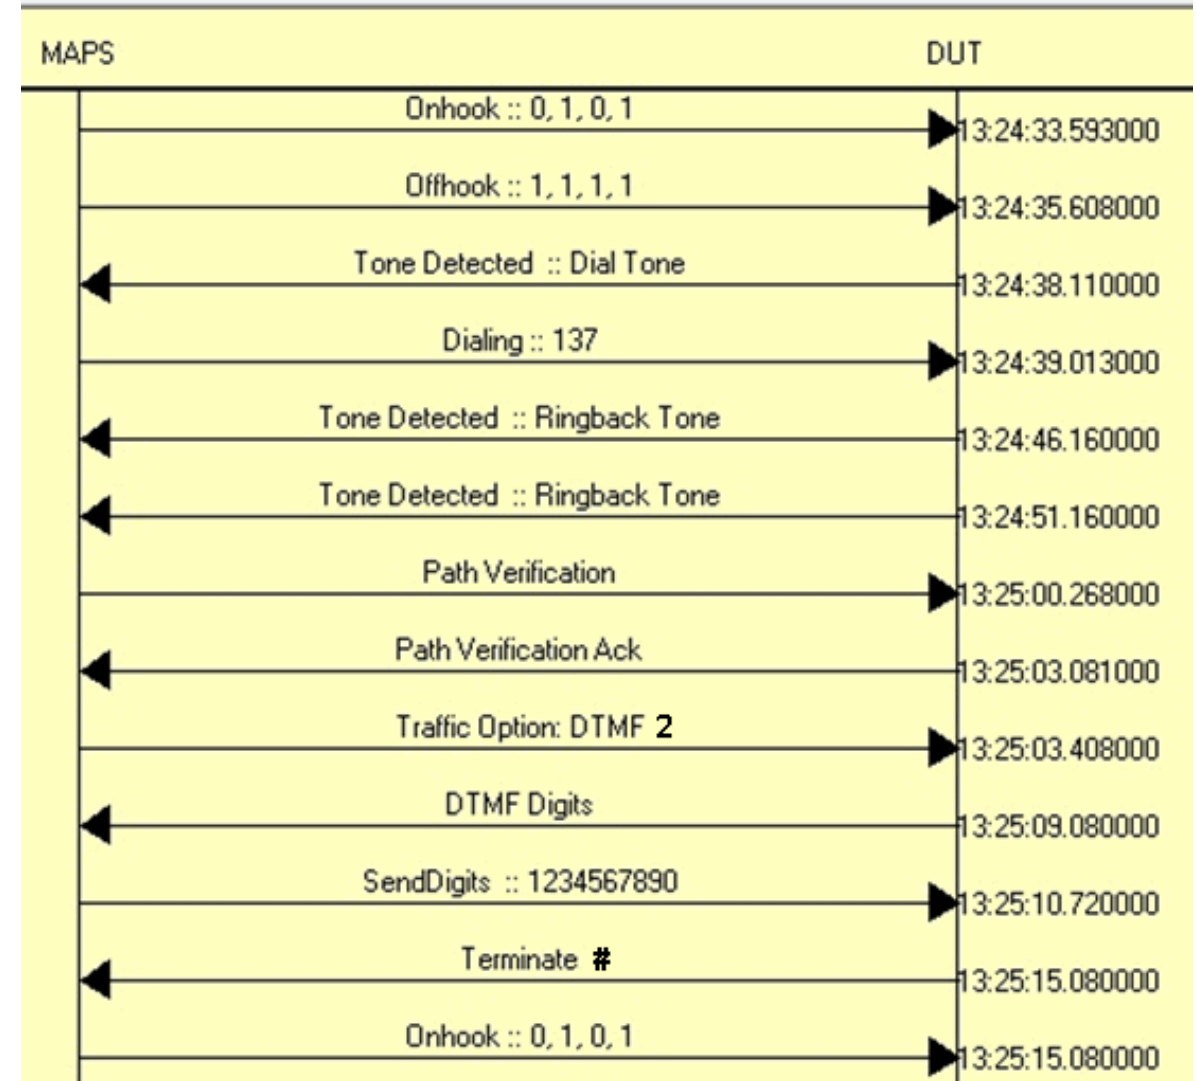 MAPS DUT
Onhook :: 0, 1, 0, 1
13:24:33.593000
Offhook :: 1, 1, 1, 1
13:24:35.608000
Tone Detected :: Dial Tone
13:24:38.110000
Dialing :: 137
13:24:39.013000
Tone Detected :: Ringback Tone
13:24:46.160000
Tone Detected :: Ringback Tone
13:24:51.160000
Path Verification
13:25:00.268000
Path Verification Ack
13:25:03.081000
Traffic Option: DTMF 2
13:25:03.408000
DTMF Digits
13:25:09.080000
SendDigits :: 1234567890
13:25:10.720000
Terminate #
13:25:15.080000
Onhook :: 0, 1, 0, 1
13:25:15.080000